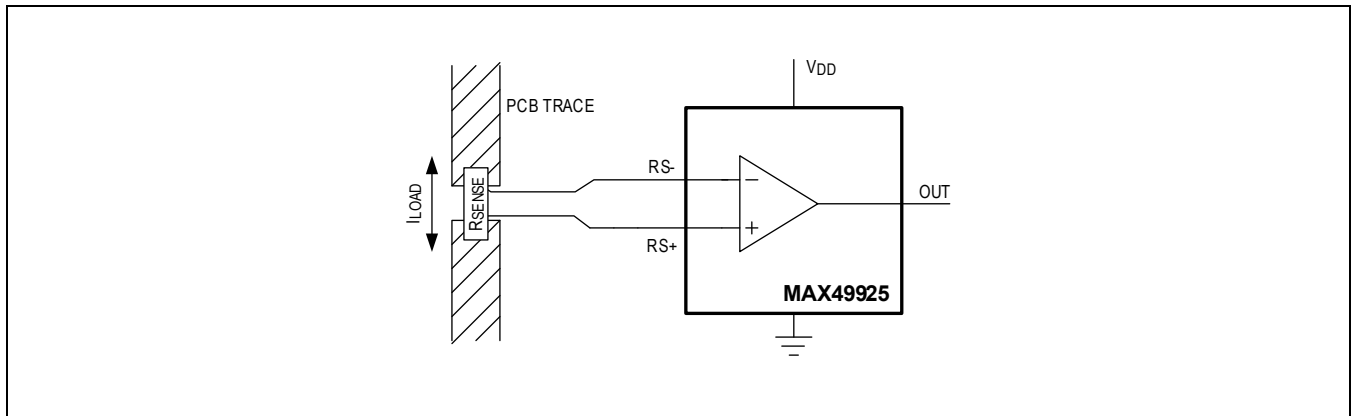 VDD
PCB TRACE
RS-
ILOAD
RSENSE
−
OUT
+
RS+
MAX49925